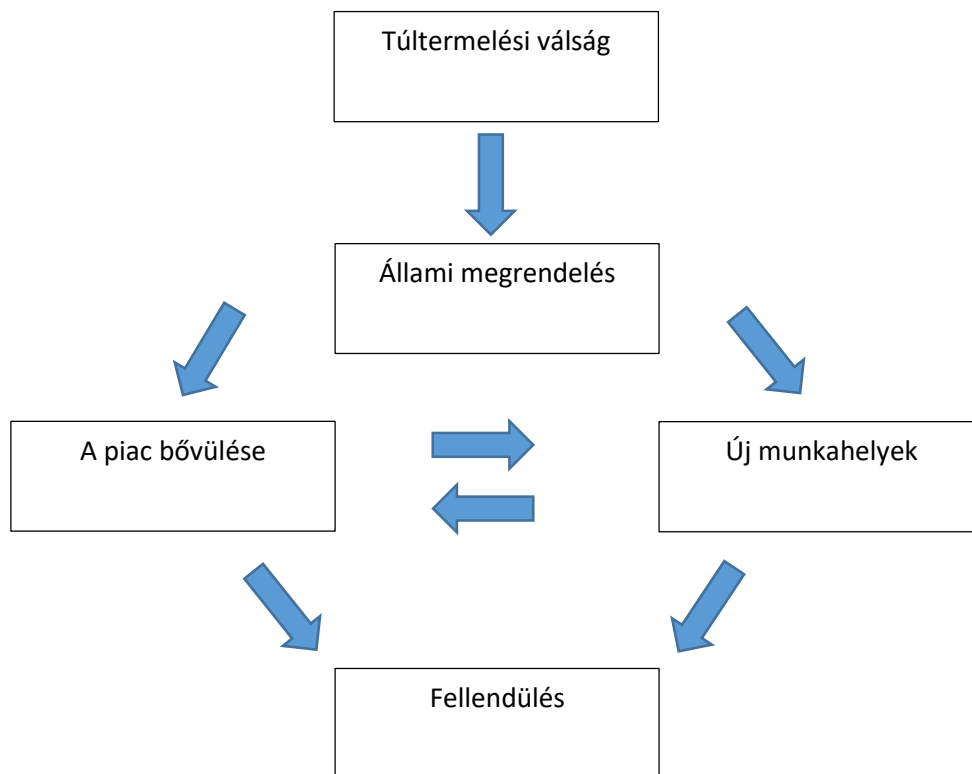 Túltermelési válság
Állami megrendelés
A piac bővülése
Új munkahelyek
Fellendülés